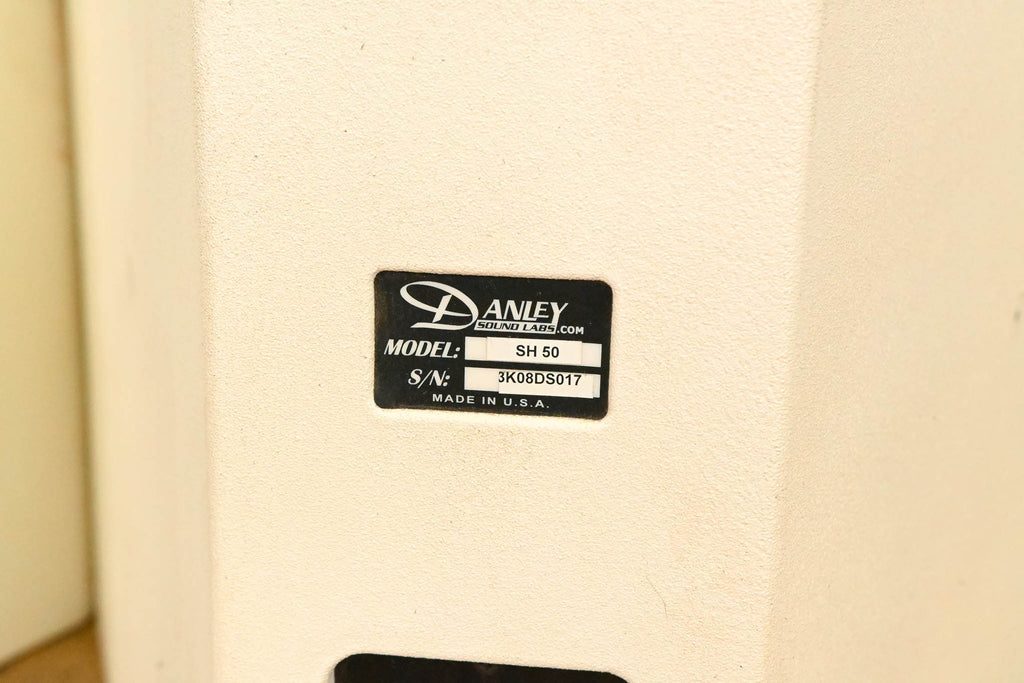 DANLEY
SOUND LABS.COM
MODEL: SH 50
S/N: 3K08DS017
MADE IN U.S.A.